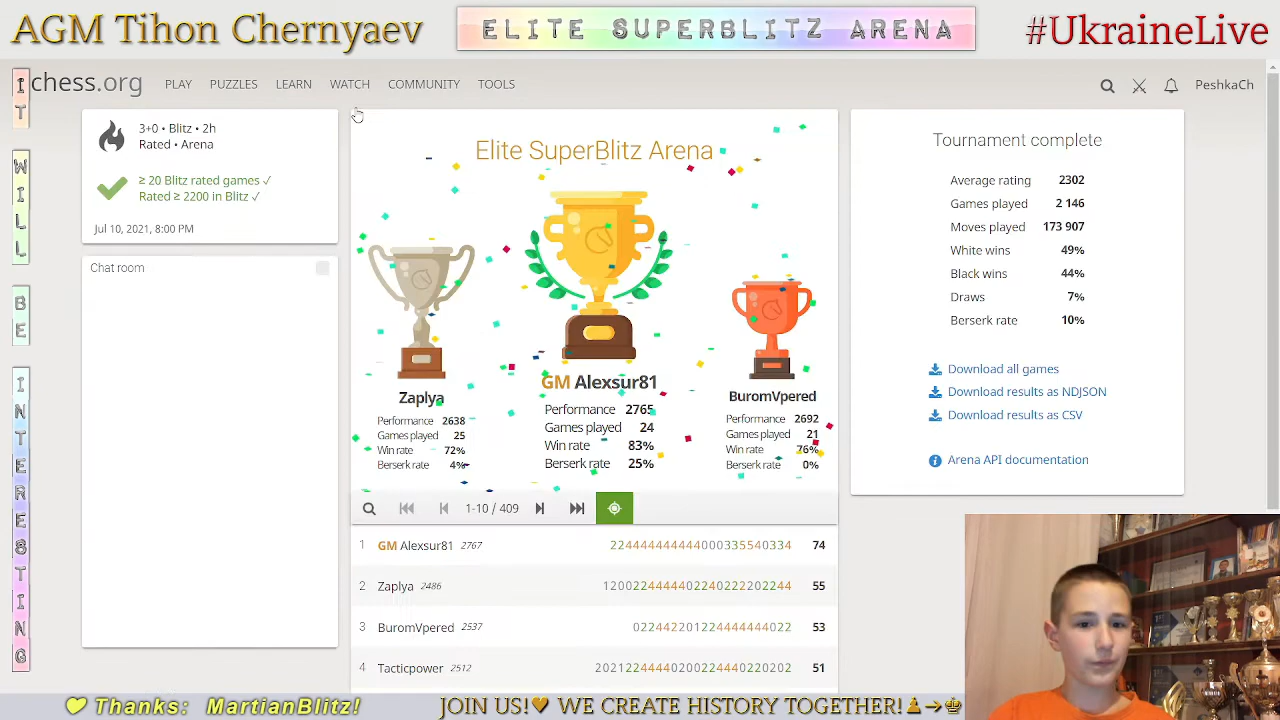 AGM Tihon Chernyaev
ELITE SUPERBLITZ ARENA
#UkraineLive
IT WILL BE INTERESTING
chess.org
PLAY
PUZZLES
LEARN
WATCH
COMMUNITY
TOOLS
PeshkaCh
3+0 • Blitz • 2h
Rated • Arena
≥ 20 Blitz rated games ✓
Rated ≥ 2200 in Blitz ✓
Jul 10, 2021, 8:00 PM
Chat room
Elite SuperBlitz Arena
Zaplya
Performance 2638
Games played 25
Win rate 72%
Berserk rate 4%
GM Alexsur81
Performance 2765
Games played 24
Win rate 83%
Berserk rate 25%
BuromVpered
Performance 2692
Games played 21
Win rate 76%
Berserk rate 0%
1-10 / 409
1 GM Alexsur81 2767 22444444444000335540334 74
2 Zaplya 2486 1200224444402240222202244 55
3 BuromVpered 2537 022442201224444444022 53
4 Tacticpower 2512 20212244440200224440220202 51
Tournament complete
Average rating 2302
Games played 2 146
Moves played 173 907
White wins 49%
Black wins 44%
Draws 7%
Berserk rate 10%
Download all games
Download results as NDJSON
Download results as CSV
Arena API documentation
Thanks: MartianBlitz!
JOIN US! WE CREATE HISTORY TOGETHER!